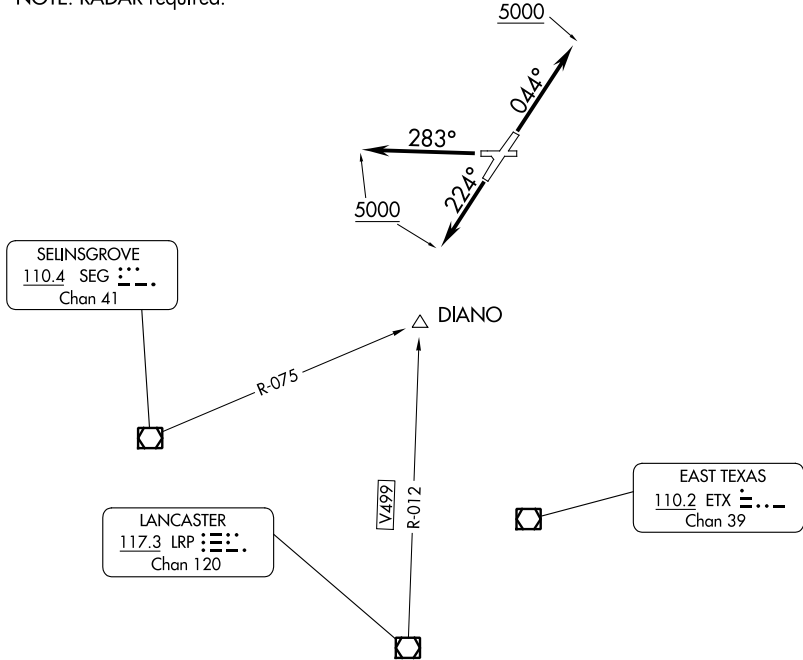 NOTE: RADAR required.
5000
044°
283°
224°
5000
SELINSGROVE
110.4 SEG
Chan 41
DIANO
R-075
V499
R-012
EAST TEXAS
110.2 ETX
Chan 39
LANCASTER
117.3 LRP
Chan 120